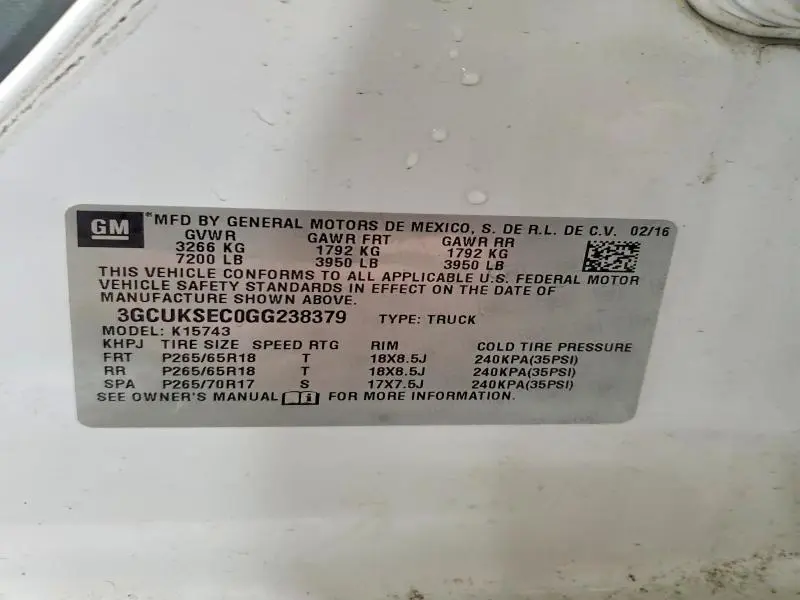 GM ® MFD BY GENERAL MOTORS DE MEXICO, S. DE R.L. DE C.V. 02/16
GVWR GAWR FRT GAWR RR
3266 KG 1792 KG 1792 KG
7200 LB 3950 LB 3950 LB
THIS VEHICLE CONFORMS TO ALL APPLICABLE U.S. FEDERAL MOTOR
VEHICLE SAFETY STANDARDS IN EFFECT ON THE DATE OF
MANUFACTURE SHOWN ABOVE.
3GCUKSEC0GG238379 TYPE: TRUCK
MODEL: K15743
KHPJ TIRE SIZE SPEED RTG RIM COLD TIRE PRESSURE
FRT P265/65R18 T 18X8.5J 240KPA(35PSI)
RR P265/65R18 T 18X8.5J 240KPA(35PSI)
SPA P265/70R17 S 17X7.5J 240KPA(35PSI)
SEE OWNER'S MANUAL i FOR MORE INFORMATION.